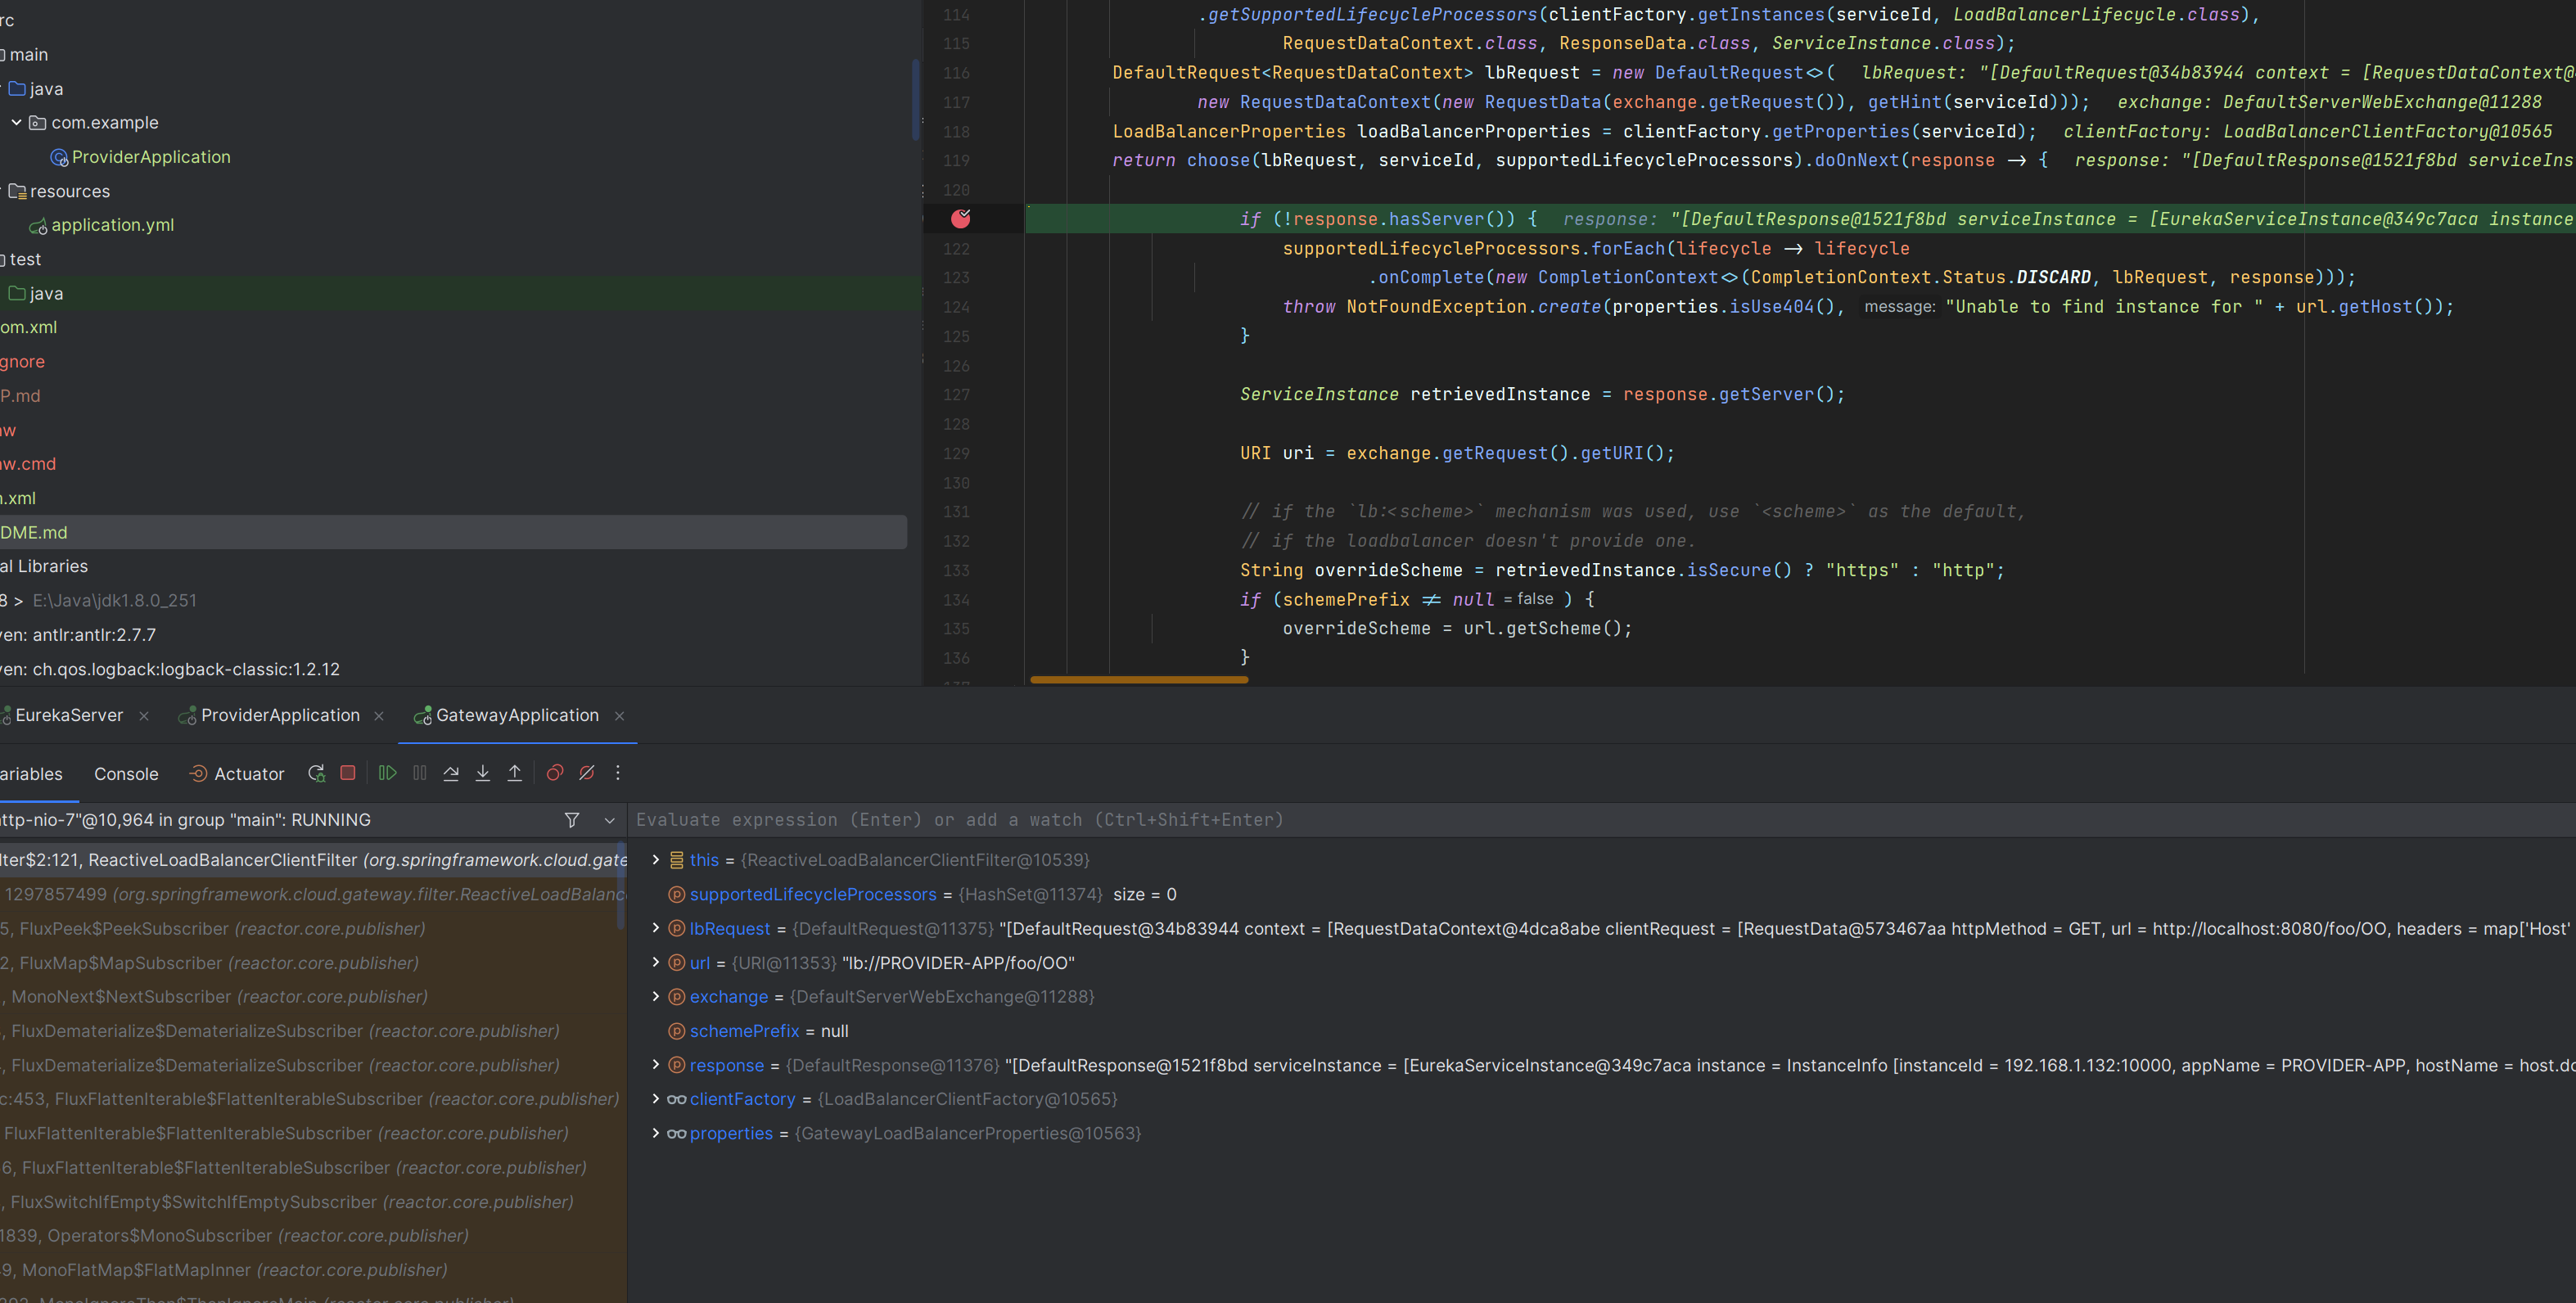 rc
main
java
com.example
ProviderApplication
resources
application.yml
test
java
om.xml
gnore
P.md
w
w.cmd
.xml
DME.md
al Libraries
8 > E:\Java\jdk1.8.0_251
ven: antlr:antlr:2.7.7
ven: ch.qos.logback:logback-classic:1.2.12
114 .getSupportedLifecycleProcessors(clientFactory.getInstances(serviceId, LoadBalancerLifecycle.class),
115 RequestDataContext.class, ResponseData.class, ServiceInstance.class);
116 DefaultRequest<RequestDataContext> lbRequest = new DefaultRequest<>( lbRequest: "[DefaultRequest@34b83944 context = [RequestDataContext@
117 new RequestDataContext(new RequestData(exchange.getRequest()), getHint(serviceId))); exchange: DefaultServerWebExchange@11288
118 LoadBalancerProperties loadBalancerProperties = clientFactory.getProperties(serviceId); clientFactory: LoadBalancerClientFactory@10565
119 return choose(lbRequest, serviceId, supportedLifecycleProcessors).doOnNext(response -> { response: "[DefaultResponse@1521f8bd serviceIns
120
if (!response.hasServer()) { response: "[DefaultResponse@1521f8bd serviceInstance = [EurekaServiceInstance@349c7aca instance
122 supportedLifecycleProcessors.forEach(lifecycle -> lifecycle
123 .onComplete(new CompletionContext<>(CompletionContext.Status.DISCARD, lbRequest, response)));
124 throw NotFoundException.create(properties.isUse404(), message: "Unable to find instance for " + url.getHost());
125 }
126
127 ServiceInstance retrievedInstance = response.getServer();
128
129 URI uri = exchange.getRequest().getURI();
130
131 // if the `lb:<scheme>` mechanism was used, use `<scheme>` as the default,
132 // if the loadbalancer doesn't provide one.
133 String overrideScheme = retrievedInstance.isSecure() ? "https" : "http";
134 if (schemePrefix != null = false ) {
135 overrideScheme = url.getScheme();
136 }
EurekaServer ProviderApplication GatewayApplication
ariables Console Actuator
ttp-nio-7"@10,964 in group "main": RUNNING
lter$2:121, ReactiveLoadBalancerClientFilter (org.springframework.cloud.gate
1297857499 (org.springframework.cloud.gateway.filter.ReactiveLoadBalanc
5, FluxPeek$PeekSubscriber (reactor.core.publisher)
2, FluxMap$MapSubscriber (reactor.core.publisher)
, MonoNext$NextSubscriber (reactor.core.publisher)
, FluxDematerialize$DematerializeSubscriber (reactor.core.publisher)
, FluxDematerialize$DematerializeSubscriber (reactor.core.publisher)
c:453, FluxFlattenIterable$FlattenIterableSubscriber (reactor.core.publisher)
FluxFlattenIterable$FlattenIterableSubscriber (reactor.core.publisher)
6, FluxFlattenIterable$FlattenIterableSubscriber (reactor.core.publisher)
, FluxSwitchIfEmpty$SwitchIfEmptySubscriber (reactor.core.publisher)
1839, Operators$MonoSubscriber (reactor.core.publisher)
9, MonoFlatMap$FlatMapInner (reactor.core.publisher)
Evaluate expression (Enter) or add a watch (Ctrl+Shift+Enter)
this = {ReactiveLoadBalancerClientFilter@10539}
supportedLifecycleProcessors = {HashSet@11374} size = 0
lbRequest = {DefaultRequest@11375} "[DefaultRequest@34b83944 context = [RequestDataContext@4dca8abe clientRequest = [RequestData@573467aa httpMethod = GET, url = http://localhost:8080/foo/OO, headers = map['Host'
url = {URI@11353} "lb://PROVIDER-APP/foo/OO"
exchange = {DefaultServerWebExchange@11288}
schemePrefix = null
response = {DefaultResponse@11376} "[DefaultResponse@1521f8bd serviceInstance = [EurekaServiceInstance@349c7aca instance = InstanceInfo [instanceId = 192.168.1.132:10000, appName = PROVIDER-APP, hostName = host.do
clientFactory = {LoadBalancerClientFactory@10565}
properties = {GatewayLoadBalancerProperties@10563}